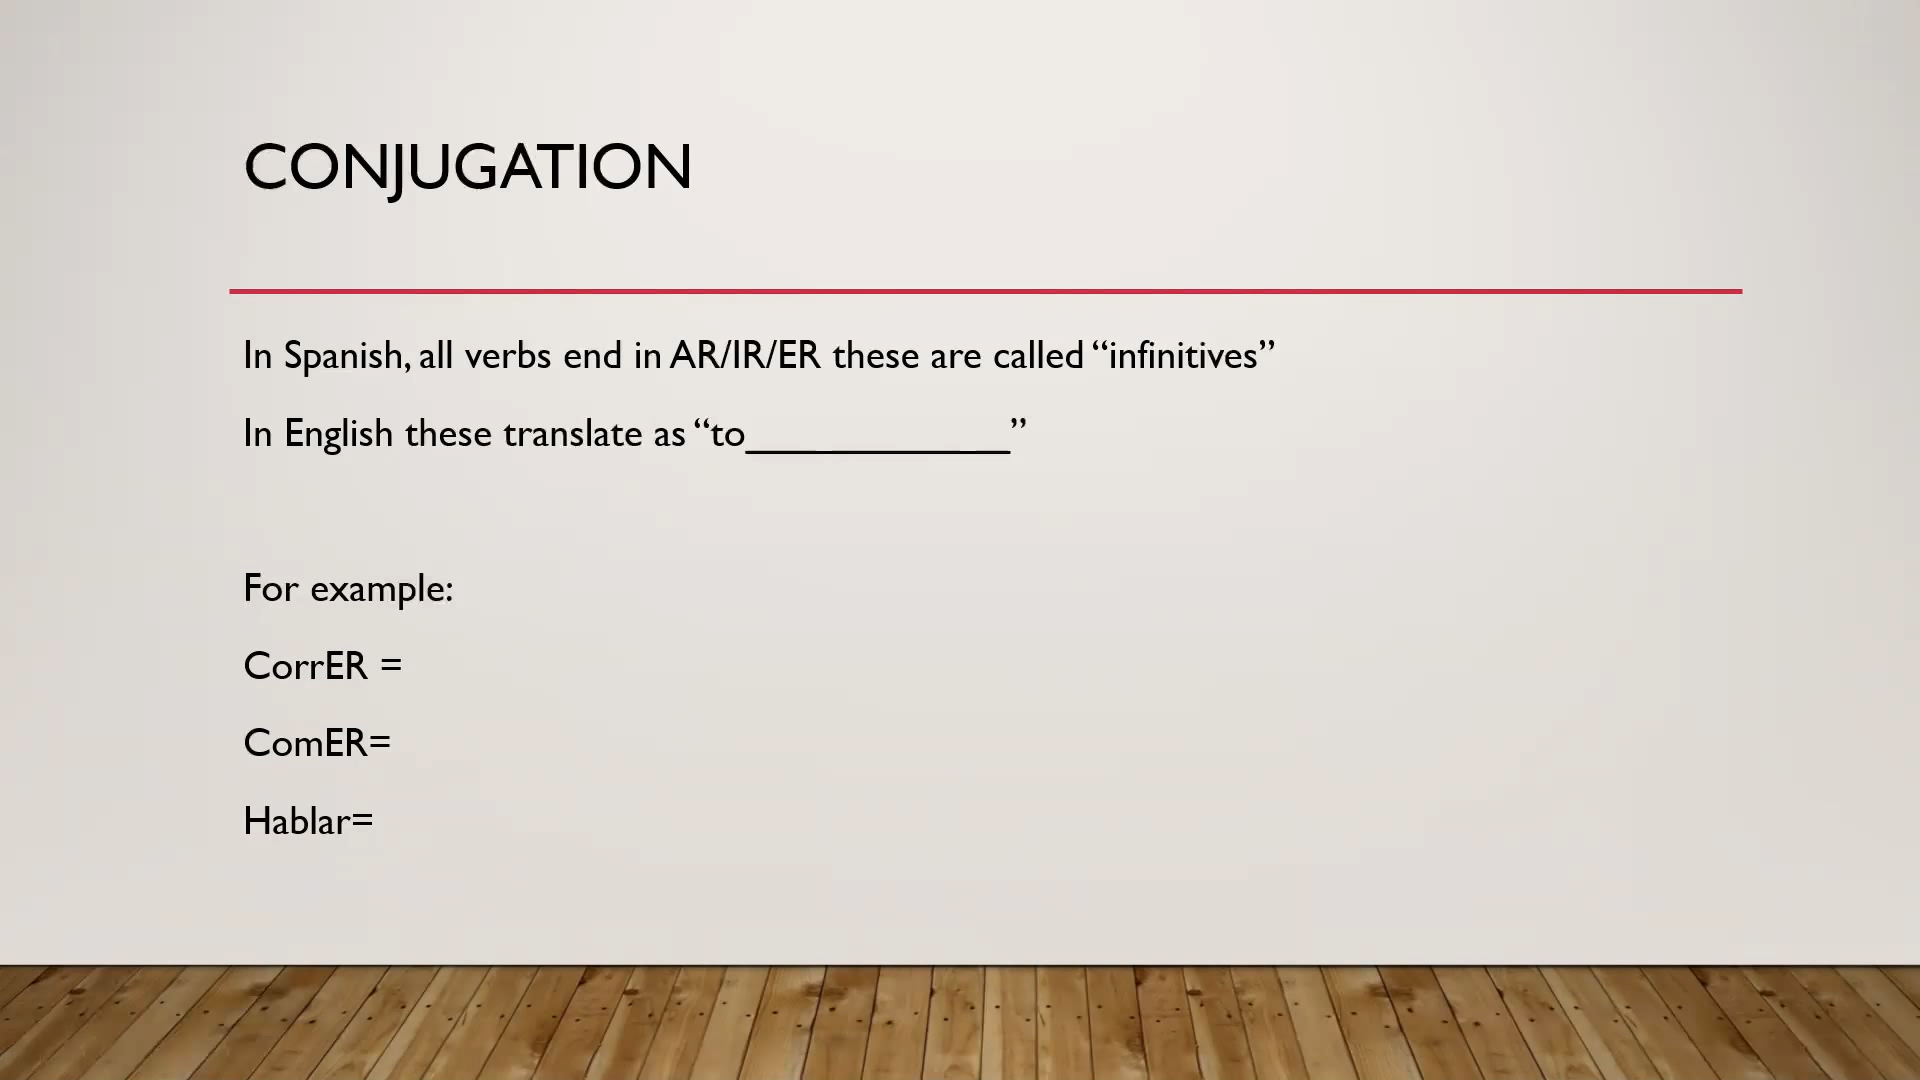 CONJUGATION
In Spanish, all verbs end in AR/IR/ER these are called “infinitives”
In English these translate as “to_____________”
For example:
CorrER =
ComER=
Hablar=